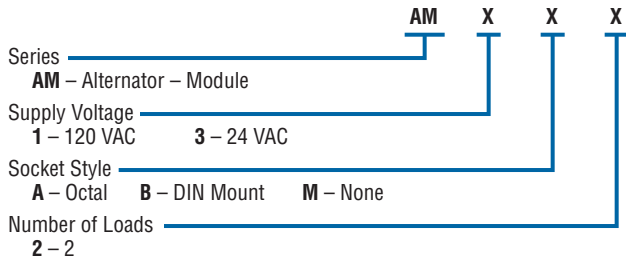 AM X X X
Series
AM – Alternator – Module
Supply Voltage
1 – 120 VAC 3 – 24 VAC
Socket Style
A – Octal B – DIN Mount M – None
Number of Loads
2 – 2